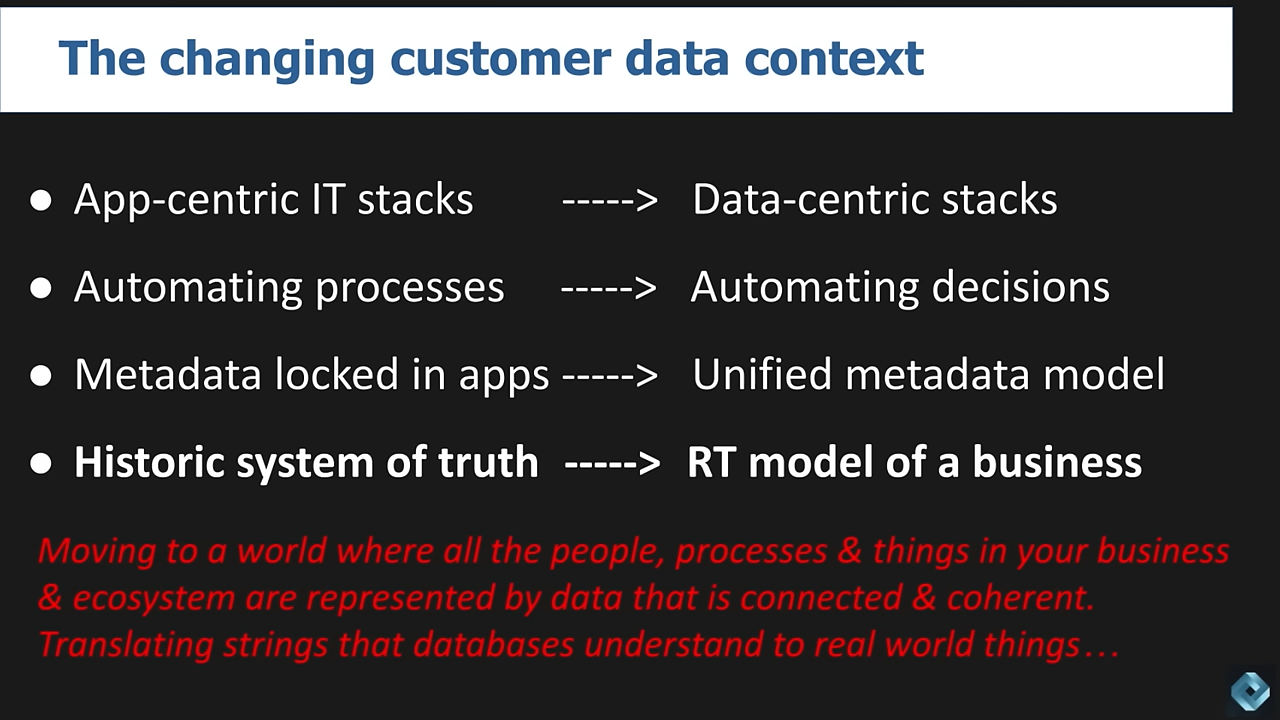 The changing customer data context
● App-centric IT stacks -----> Data-centric stacks
● Automating processes -----> Automating decisions
● Metadata locked in apps -----> Unified metadata model
● Historic system of truth -----> RT model of a business
Moving to a world where all the people, processes & things in your business
& ecosystem are represented by data that is connected & coherent.
Translating strings that databases understand to real world things...